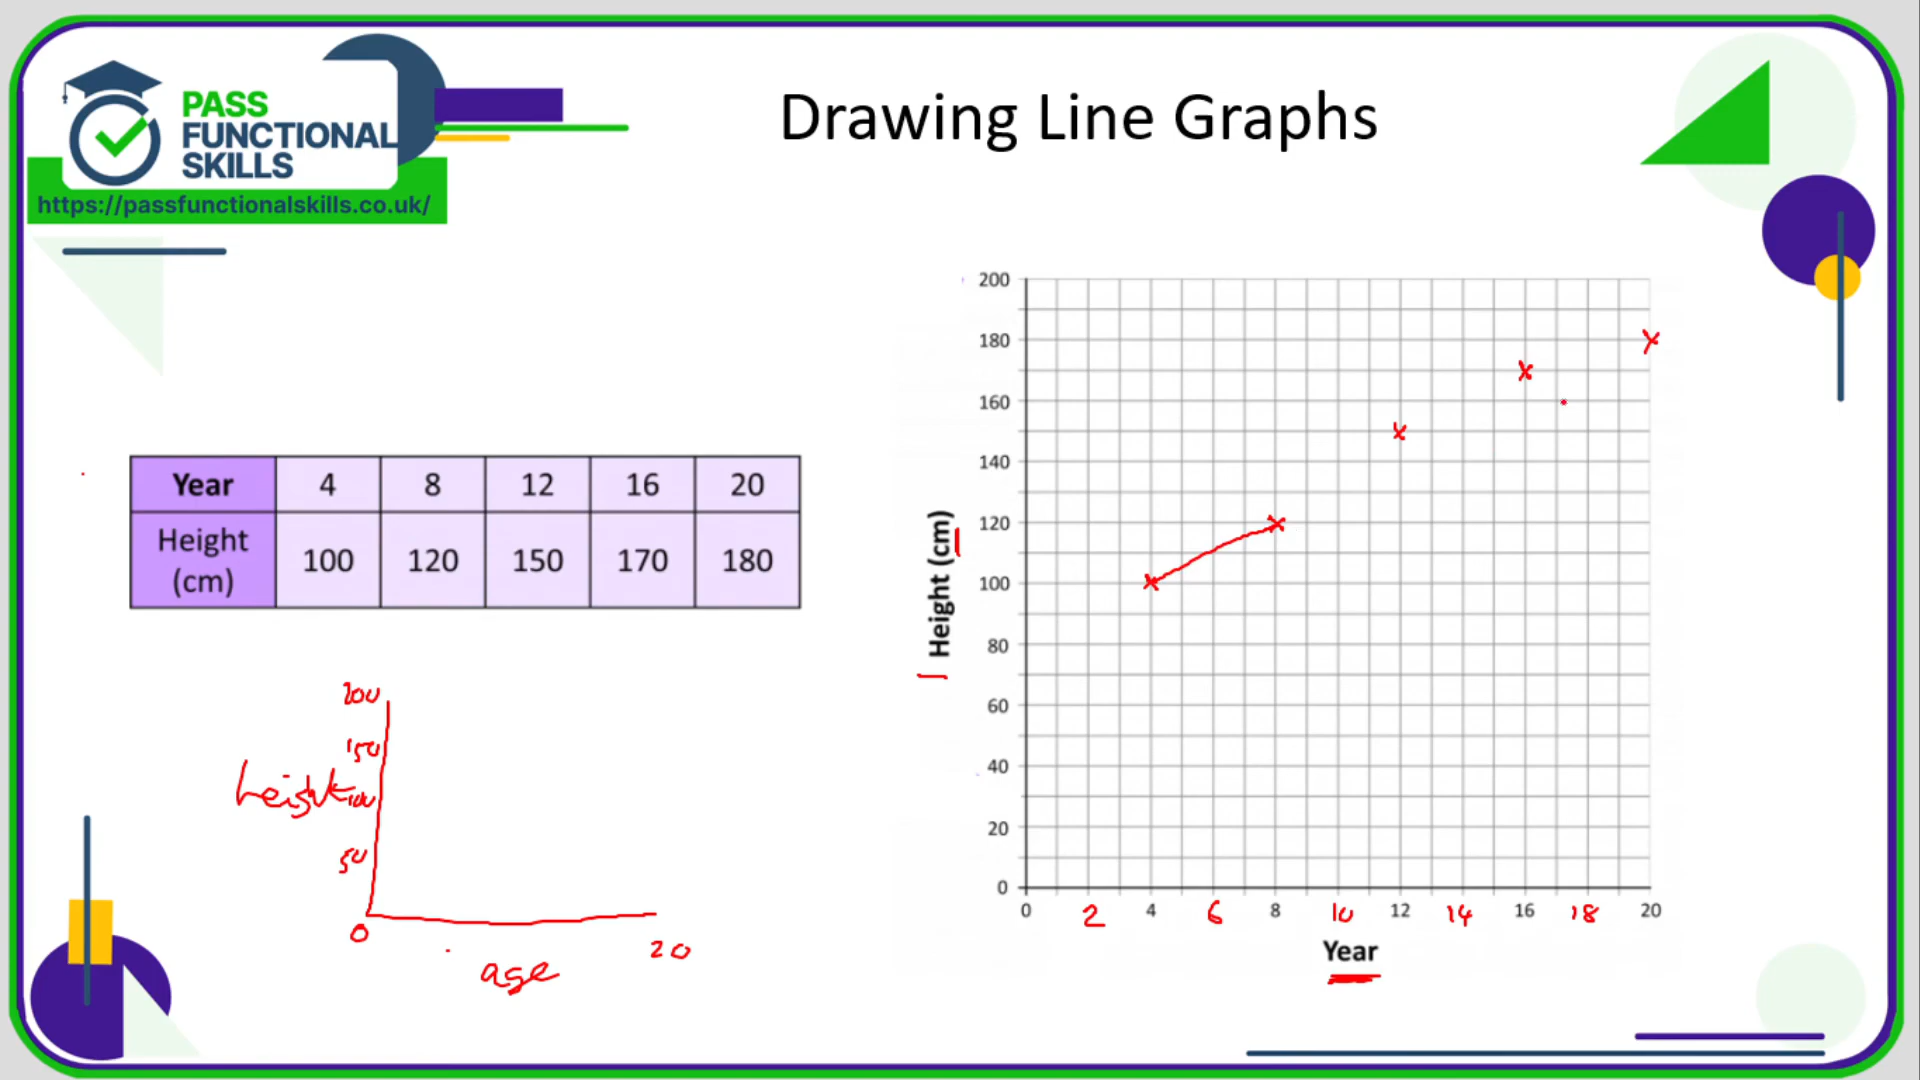 PASS
FUNCTIONAL
SKILLS
https://passfunctionalskills.co.uk/
Drawing Line Graphs
Year 4 8 12 16 20
Height (cm) 100 120 150 170 180
200
150
height 100
50
0 20
age
Height (cm)
200
180
160
140
120
100
80
60
40
20
0
0 2 4 6 8 10 12 14 16 18 20
Year